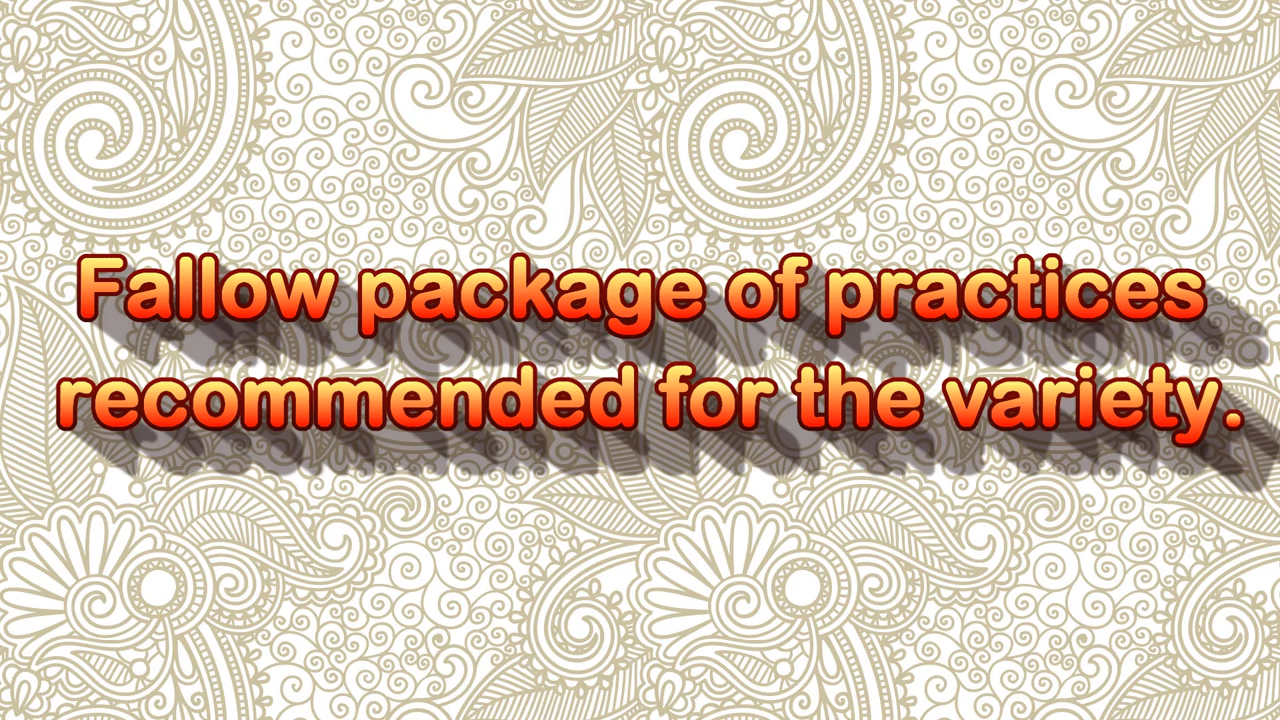 Fallow package of practices
recommended for the variety.